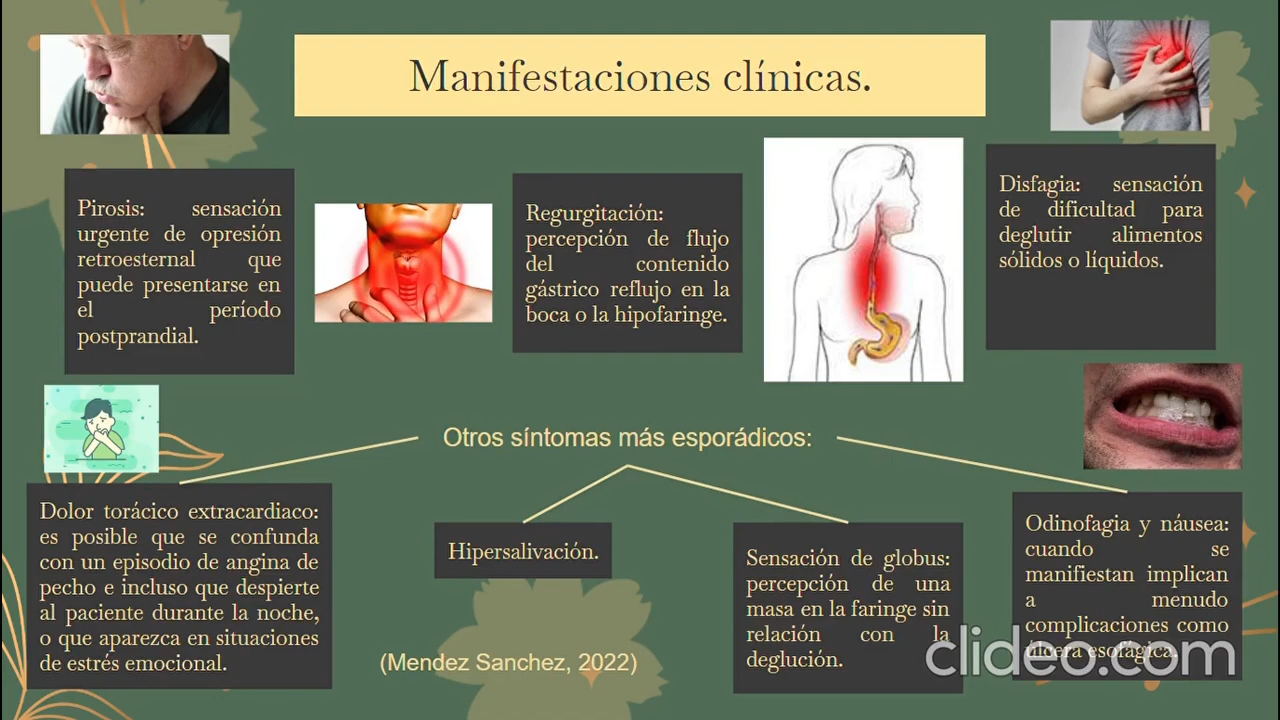 Manifestaciones clínicas.
Pirosis: sensación
urgente de opresión
retroesternal que
puede presentarse en
el período
postprandial.
Regurgitación:
percepción de flujo
del contenido
gástrico reflujo en la
boca o la hipofaringe.
Disfagia: sensación
de dificultad para
deglutir alimentos
sólidos o líquidos.
Otros síntomas más esporádicos:
Dolor torácico extracardiaco:
es posible que se confunda
con un episodio de angina de
pecho e incluso que despierte
al paciente durante la noche,
o que aparezca en situaciones
de estrés emocional.
Hipersalivación.
Sensación de globus:
percepción de una
masa en la faringe sin
relación con la
deglución.
Odinofagia y náusea:
cuando se
manifiestan implican
a menudo
complicaciones como
úlcera esofágica.
(Mendez Sanchez, 2022)
clideo.com